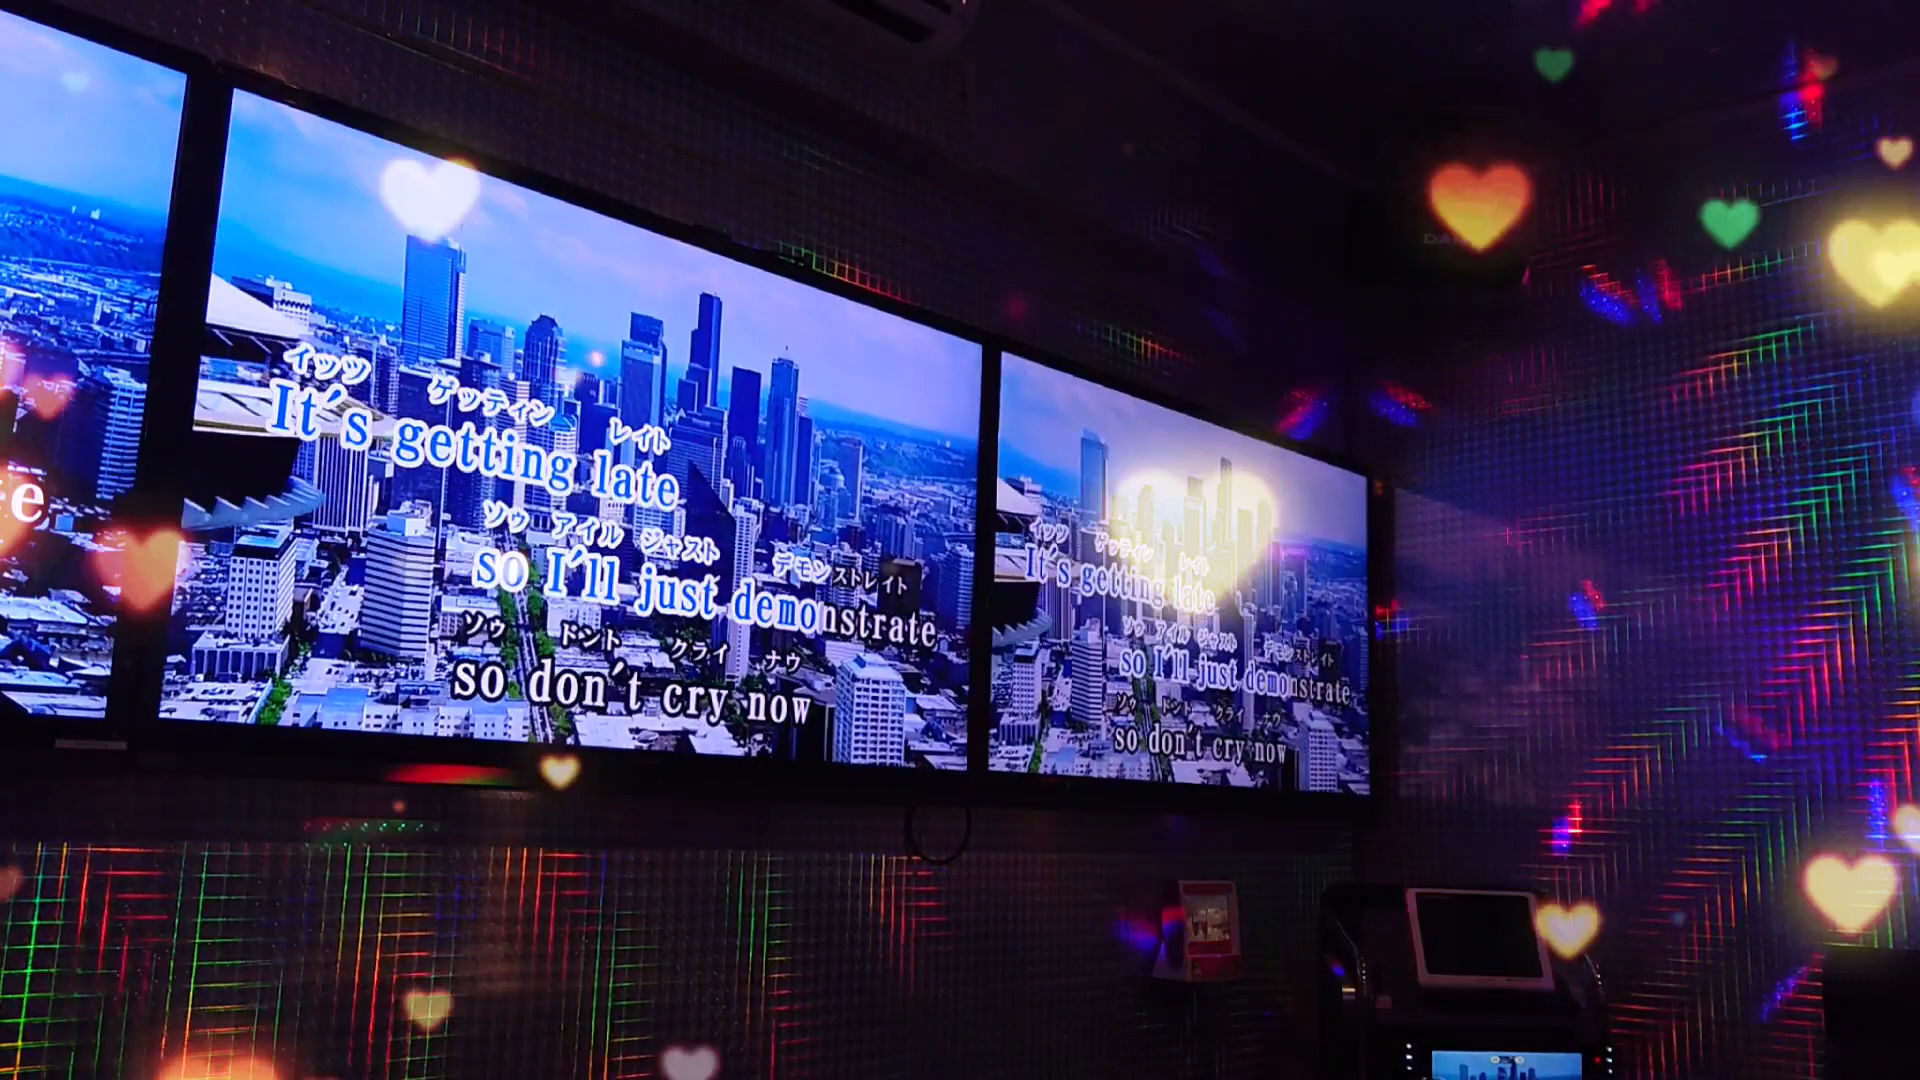 e
イッツ ゲッティン レイト
It's getting late
ソゥ アイル ジャスト デモンストレイト
so I'll just demonstrate
ソゥ ドント クライ ナウ
so don't cry now
イッツ ゲッティン レイト
It's getting late
ソゥ アイル ジャスト デモンストレイト
so I'll just demonstrate
ソゥ ドント クライ ナウ
so don't cry now